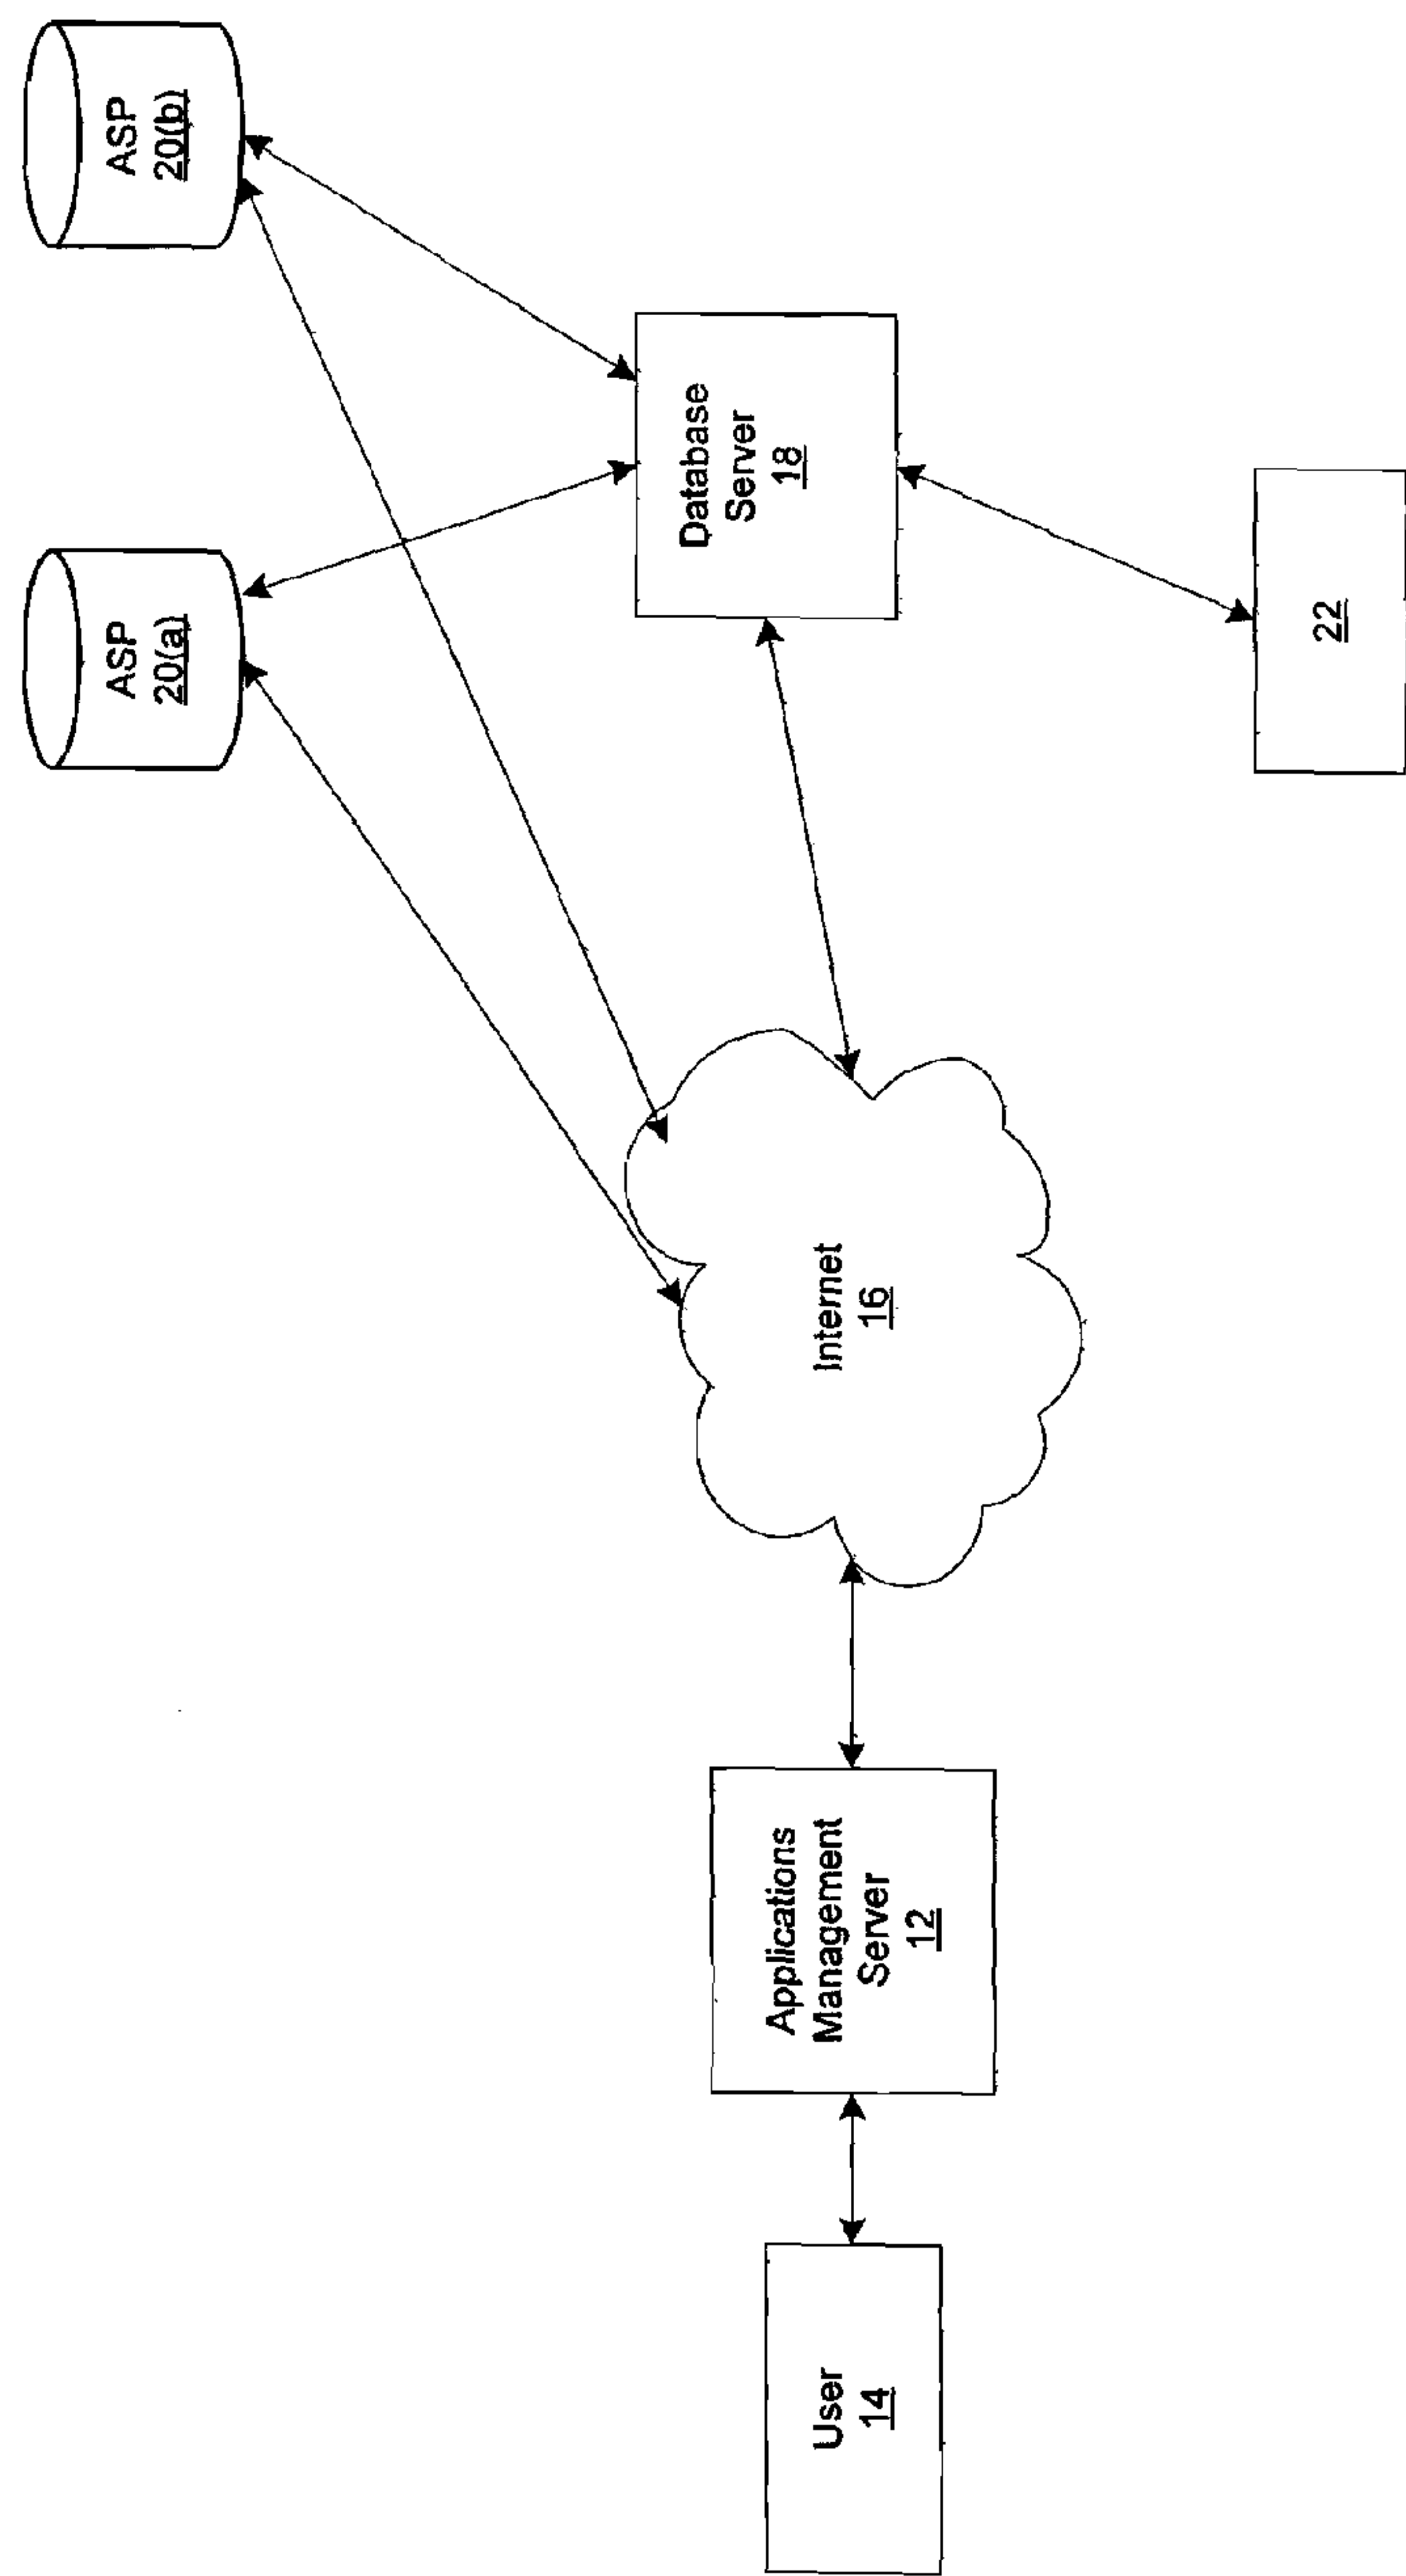 ASP
20(a)
ASP
20(b)
Database
Server
18
User
14
Applications
Management
Server
12
Internet
16
22